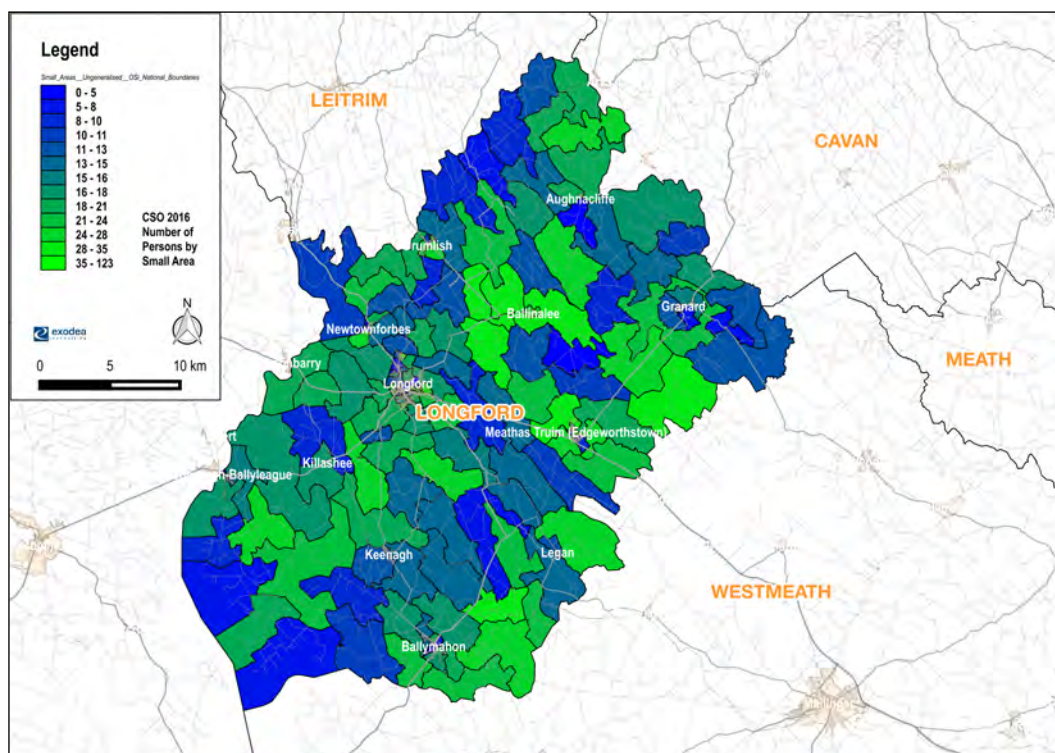 Legend
Small_Areas__Ungeneralised__OSi_National_Boundaries
0 - 5
5 - 8
8 - 10
10 - 11
11 - 13
13 - 15
15 - 16
16 - 18
18 - 21
21 - 24
24 - 28
28 - 35
35 - 123
CSO 2016
Number of
Persons by
Small Area
N
exodea
0 5 10 km
LEITRIM
CAVAN
Aughnacliffe
rumlish
Granard
Ballinalee
Newtownforbes
MEATH
nbarry
Longford
LONGFORD
Meathas Truim (Edgeworthstown)
Killashee
-Ballyleague
Keenagh
Legan
WESTMEATH
Ballymahon